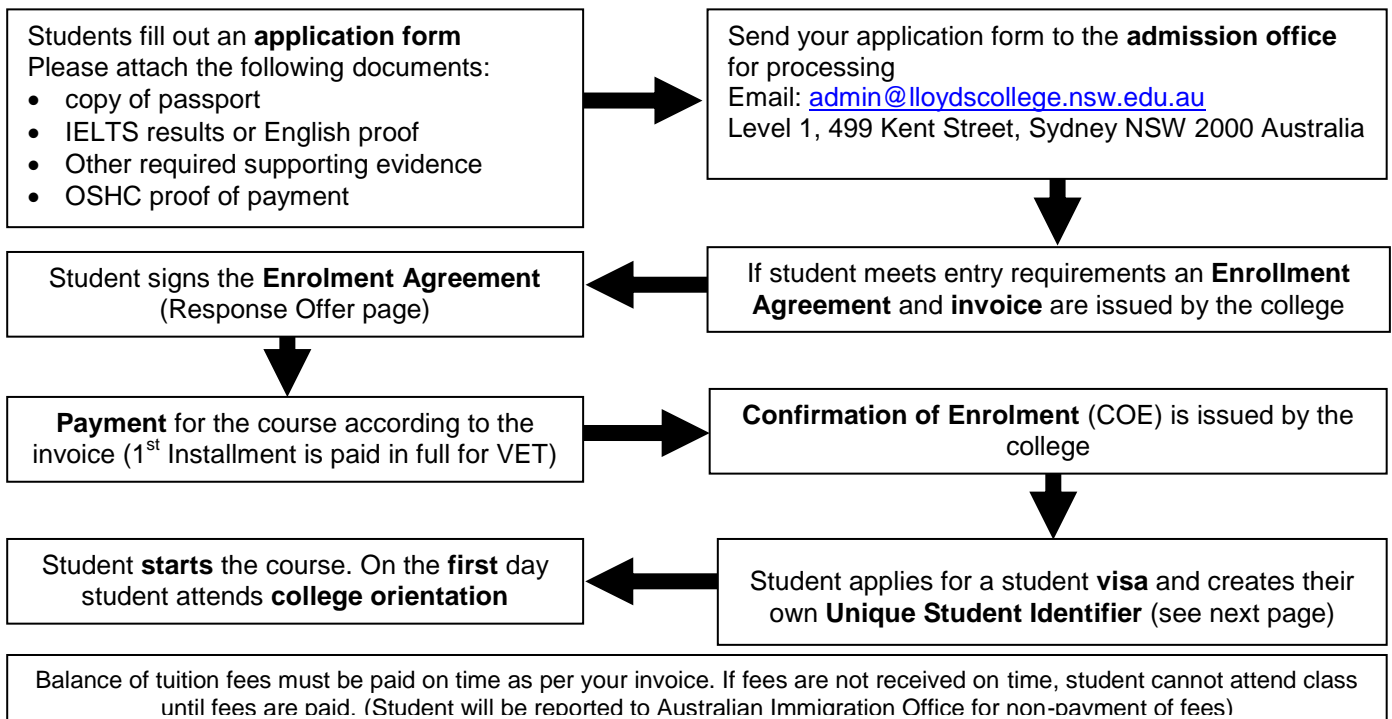 Students fill out an application form
Please attach the following documents:
• copy of passport
• IELTS results or English proof
• Other required supporting evidence
• OSHC proof of payment
Send your application form to the admission office
for processing
Email: admin@lloydscollege.nsw.edu.au
Level 1, 499 Kent Street, Sydney NSW 2000 Australia
If student meets entry requirements an Enrollment
Agreement and invoice are issued by the college
Student signs the Enrolment Agreement
(Response Offer page)
Payment for the course according to the
invoice (1st Installment is paid in full for VET)
Confirmation of Enrolment (COE) is issued by the
college
Student applies for a student visa and creates their
own Unique Student Identifier (see next page)
Student starts the course. On the first day
student attends college orientation
Balance of tuition fees must be paid on time as per your invoice. If fees are not received on time, student cannot attend class
until fees are paid. (Student will be reported to Australian Immigration Office for non-payment of fees)